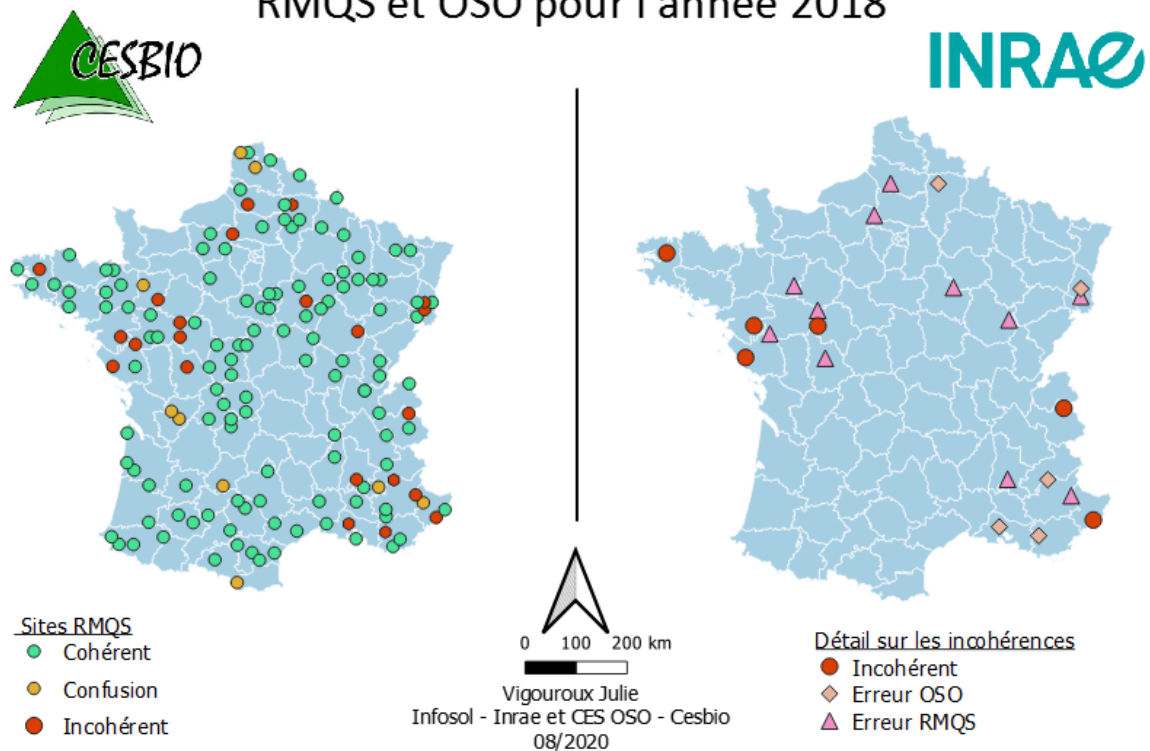 RMQS et OSO pour l'année 2018
CESBIO
INRAE
Sites RMQS
Cohérent
Confusion
Incohérent
0 100 200 km
Vigouroux Julie
Infosol - Inrae et CES OSO - Cesbio
08/2020
Détail sur les incohérences
Incohérent
Erreur OSO
Erreur RMQS